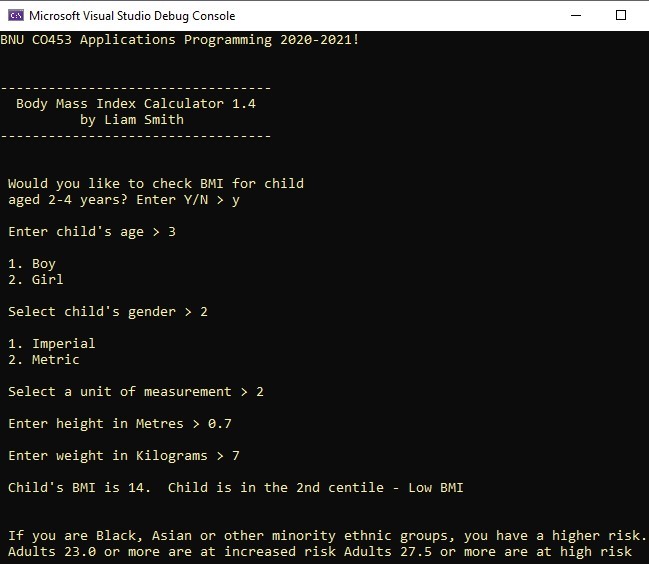 Microsoft Visual Studio Debug Console
BNU CO453 Applications Programming 2020-2021!
----------------------------------
Body Mass Index Calculator 1.4
by Liam Smith
----------------------------------
Would you like to check BMI for child
aged 2-4 years? Enter Y/N > y
Enter child's age > 3
1. Boy
2. Girl
Select child's gender > 2
1. Imperial
2. Metric
Select a unit of measurement > 2
Enter height in Metres > 0.7
Enter weight in Kilograms > 7
Child's BMI is 14.  Child is in the 2nd centile - Low BMI
If you are Black, Asian or other minority ethnic groups, you have a higher risk.
Adults 23.0 or more are at increased risk Adults 27.5 or more are at high risk